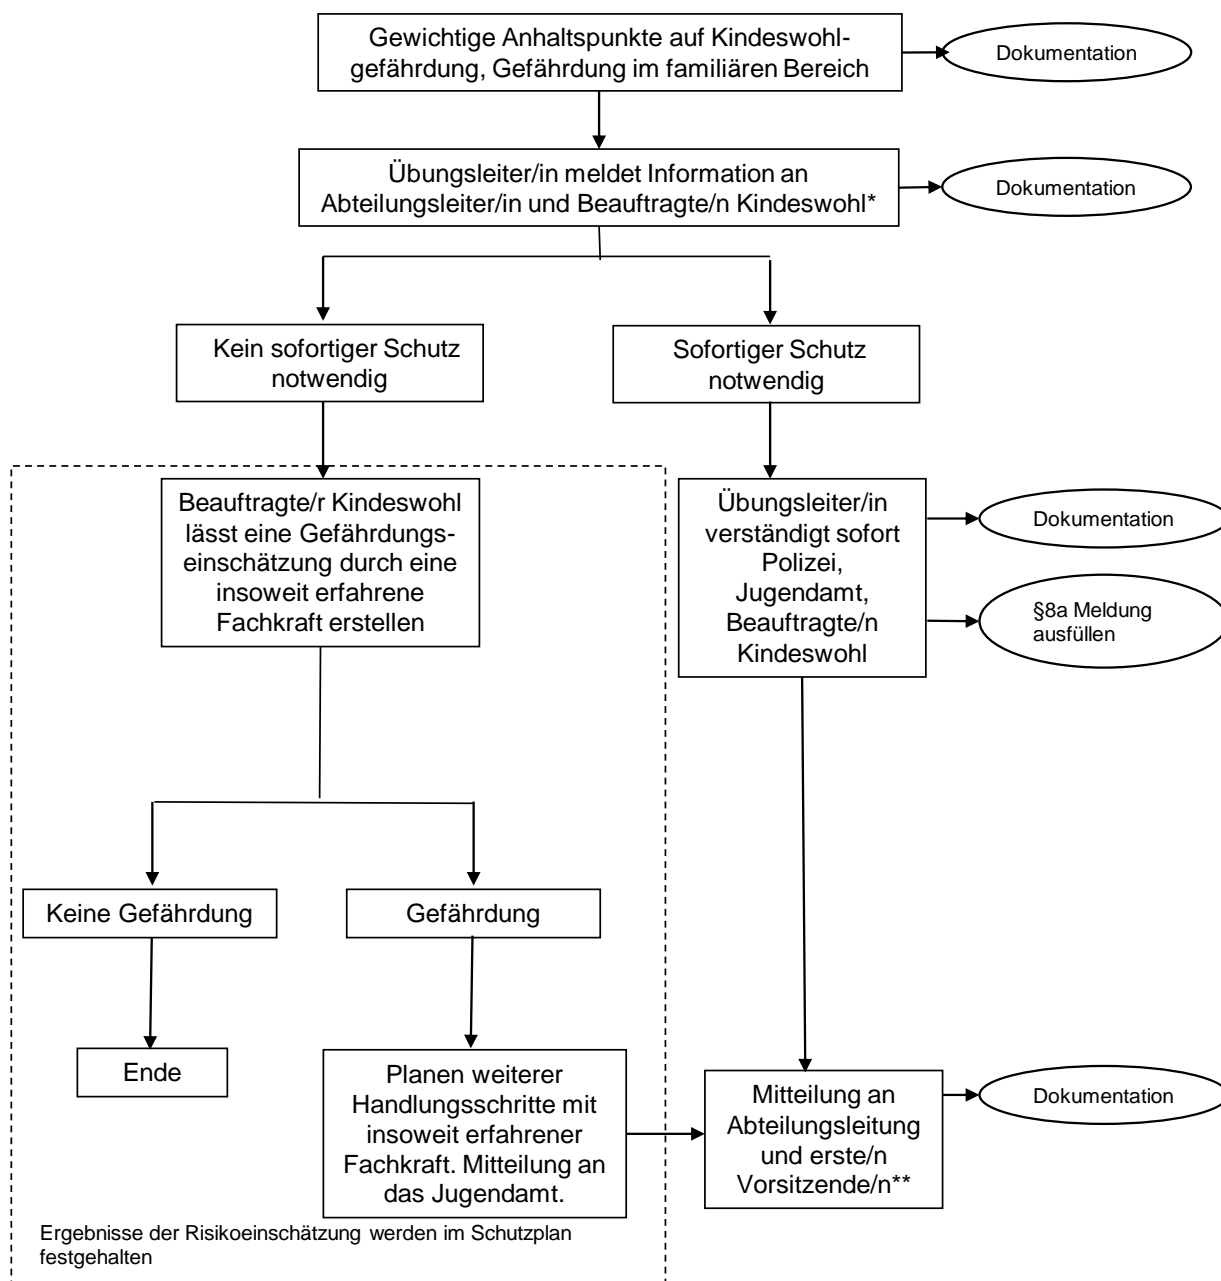 Gewichtige Anhaltspunkte auf Kindeswohl-
gefährdung, Gefährdung im familiären Bereich
Dokumentation
Übungsleiter/in meldet Information an
Abteilungsleiter/in und Beauftragte/n Kindeswohl*
Dokumentation
Kein sofortiger Schutz
notwendig
Sofortiger Schutz
notwendig
Beauftragte/r Kindeswohl
lässt eine Gefährdungs-
einschätzung durch eine
insoweit erfahrene
Fachkraft erstellen
Übungsleiter/in
verständigt sofort
Polizei,
Jugendamt,
Beauftragte/n
Kindeswohl
Dokumentation
§8a Meldung
ausfüllen
Keine Gefährdung
Gefährdung
Ende
Planen weiterer
Handlungsschritte mit
insoweit erfahrener
Fachkraft. Mitteilung an
das Jugendamt.
Mitteilung an
Abteilungsleitung
und erste/n
Vorsitzende/n**
Dokumentation
Ergebnisse der Risikoeinschätzung werden im Schutzplan
festgehalten